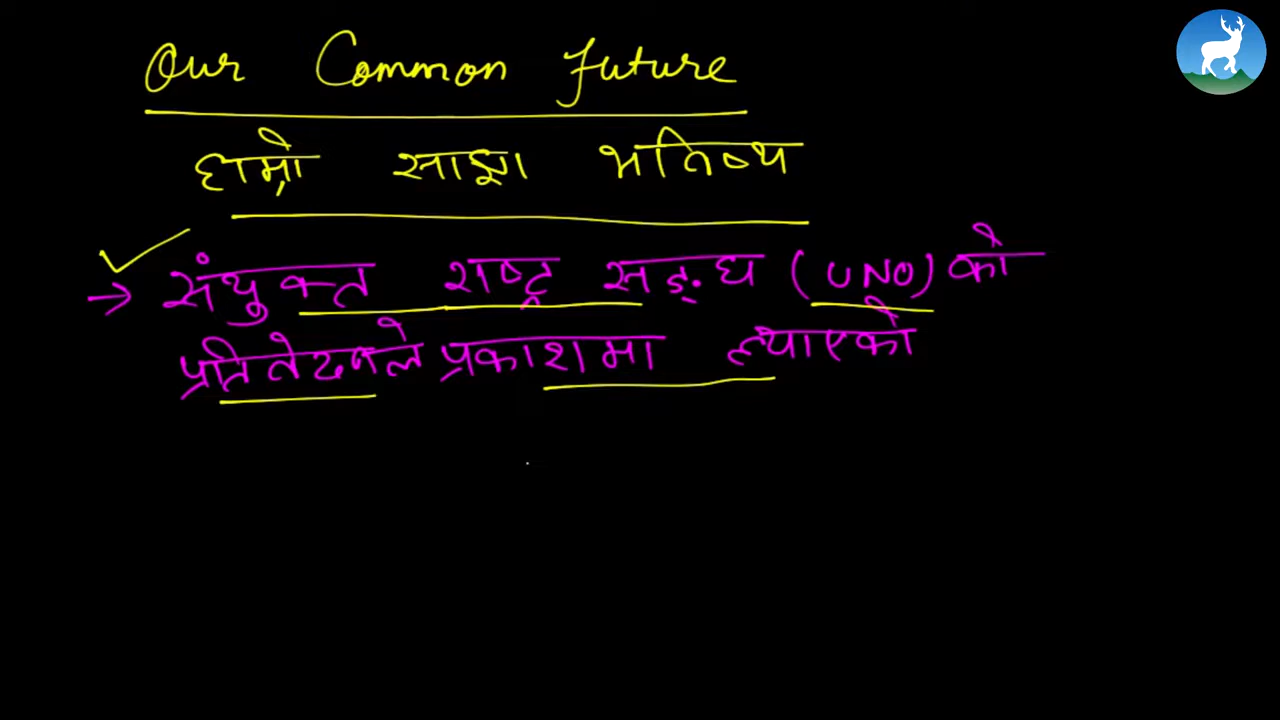 Our Common Future
हाम्रो साझा भविष्य
→ संयुक्त राष्ट्र सङ्घ (UNO) को
प्रतिवेदनले प्रकाशमा ल्याएको